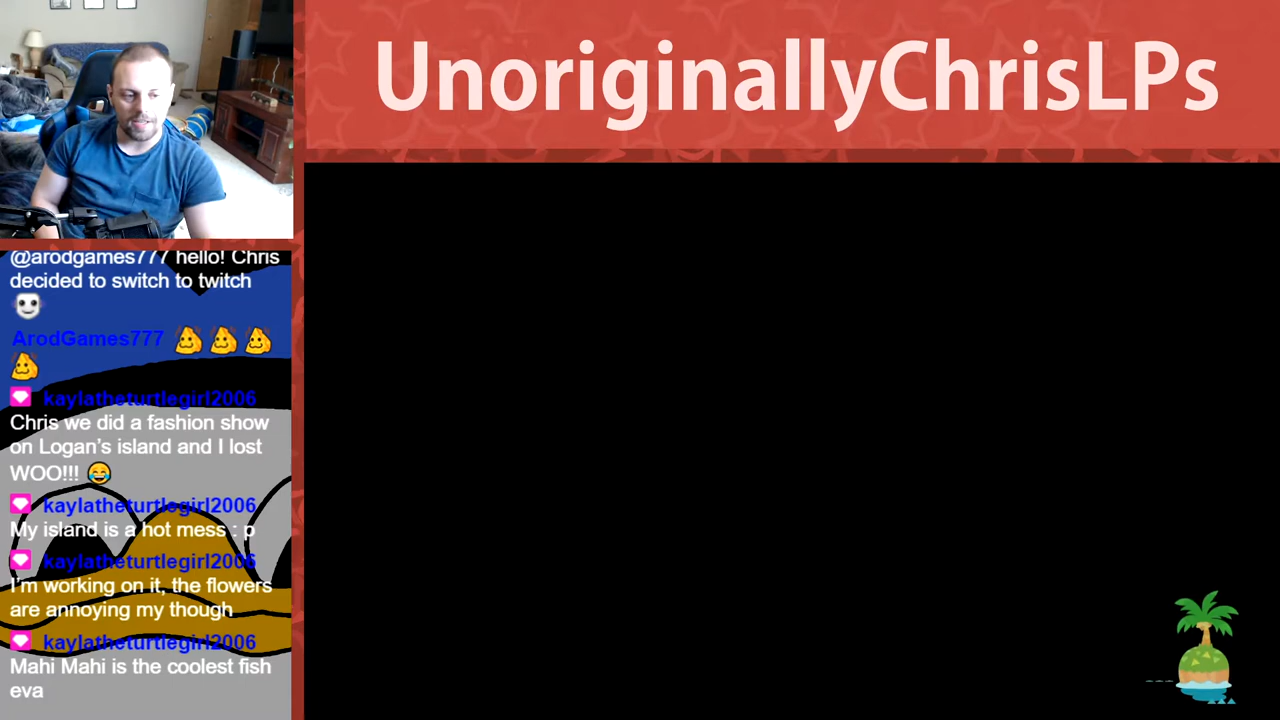 UnoriginallyChrisLPs
@arodgames777 hello! Chris
decided to switch to twitch
ArodGames777
kaylatheturtlegirl2006
Chris we did a fashion show
on Logan’s island and I lost
WOO!!! 😂
kaylatheturtlegirl2006
My island is a hot mess : p
kaylatheturtlegirl2006
I’m working on it, the flowers
are annoying my though
kaylatheturtlegirl2006
Mahi Mahi is the coolest fish
eva